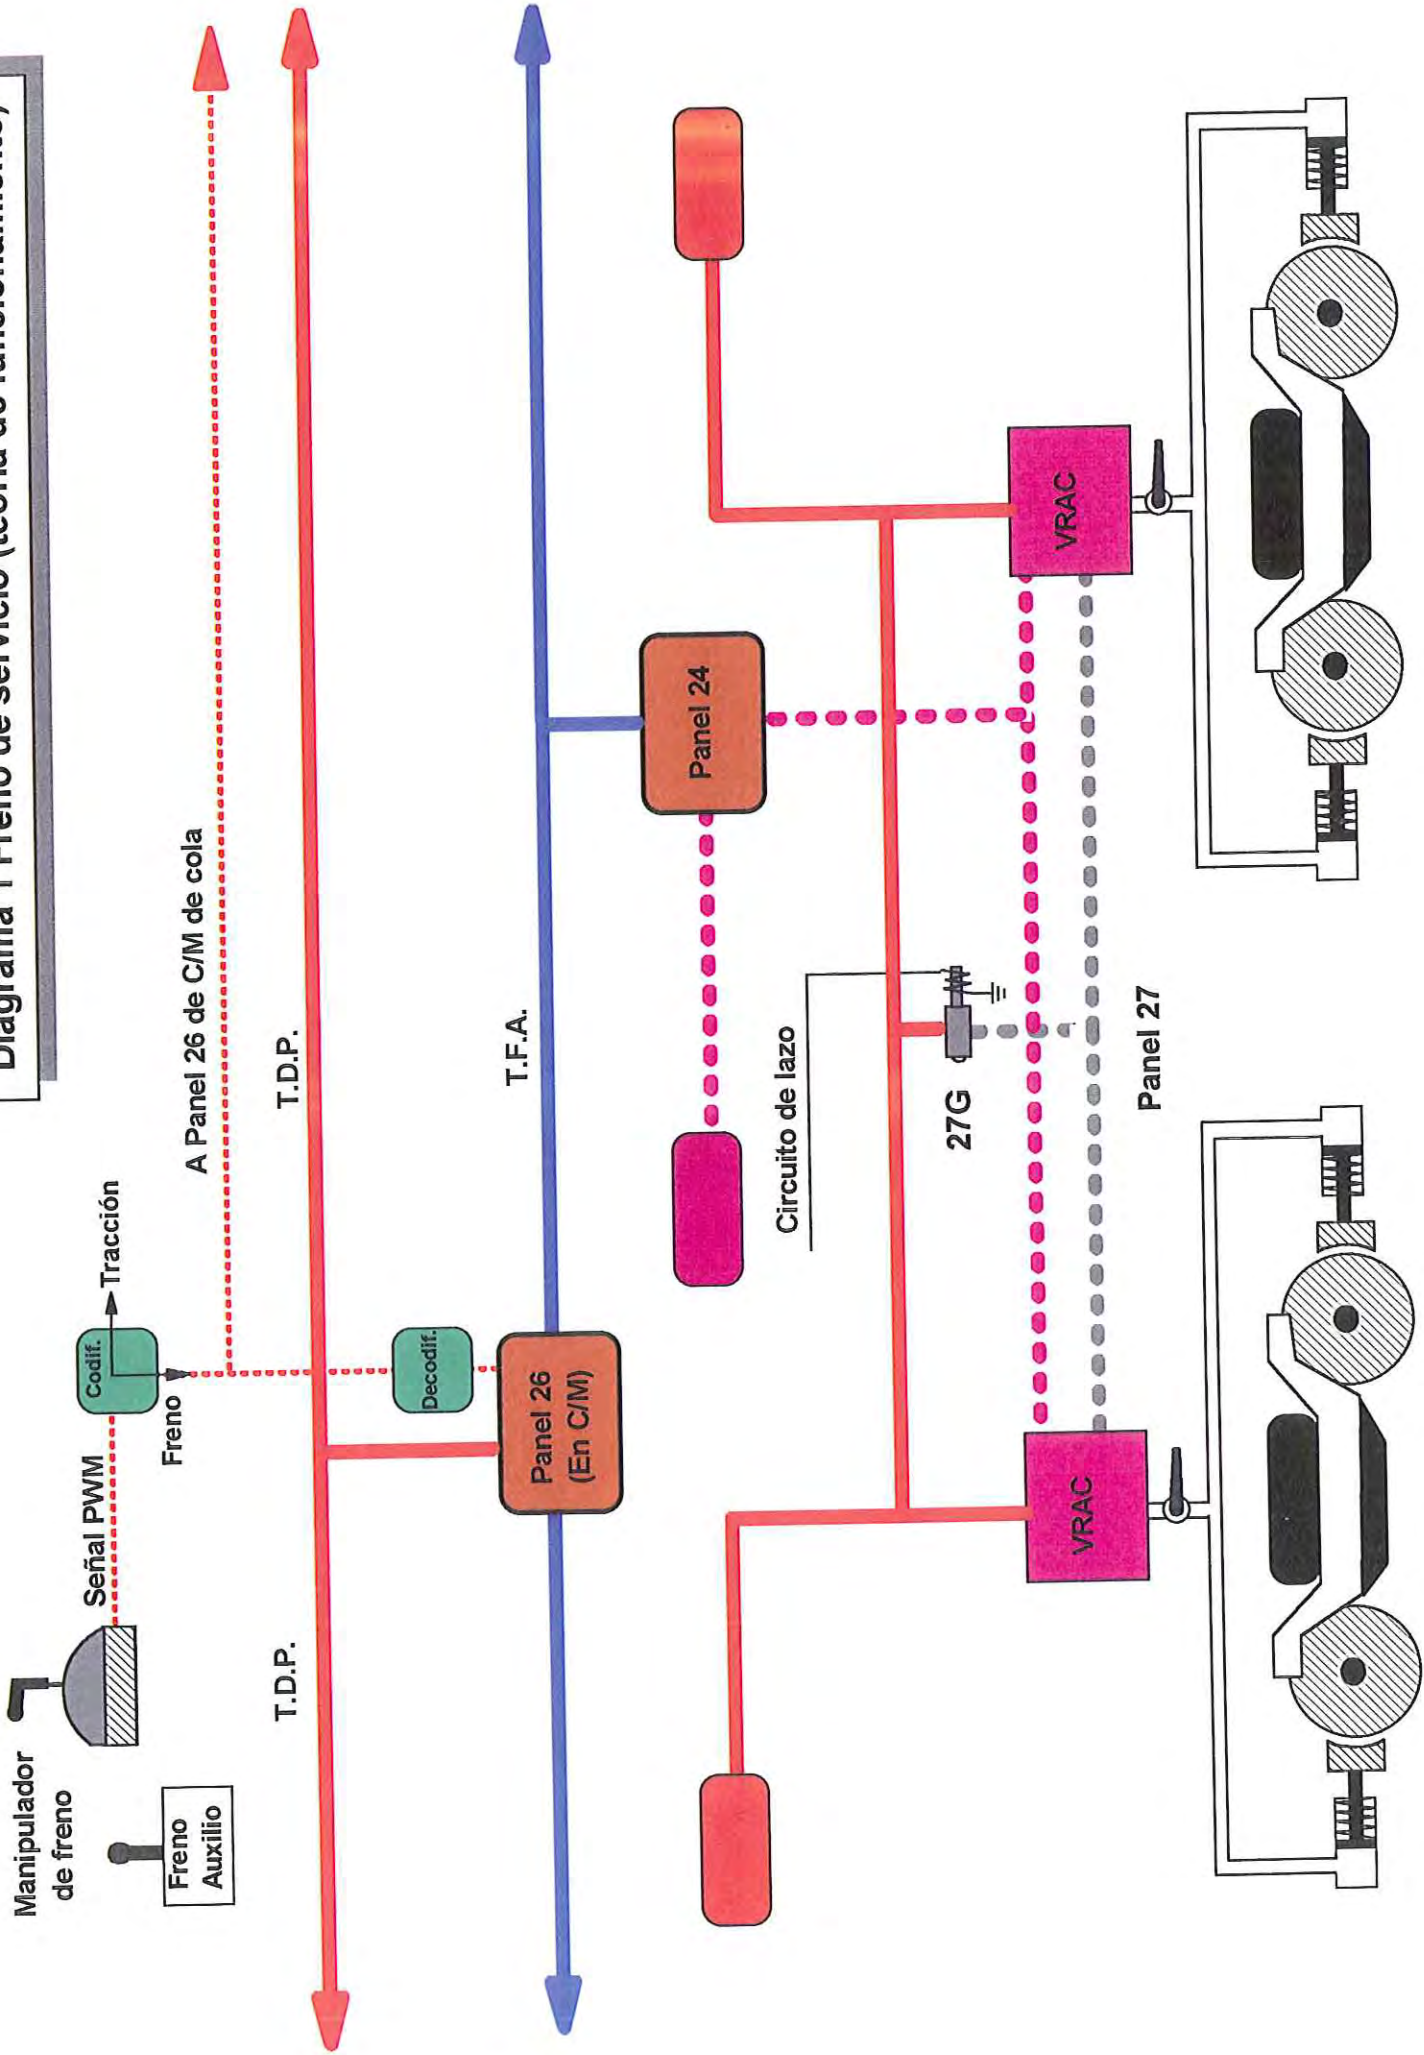 Diagrama 1 Freno de servicio (teoría de funcionamiento)
Manipulador
de freno
Señal PWM
Codif.
Tracción
Freno
Freno
Auxilio
A Panel 26 de C/M de cola
T.D.P.
T.D.P.
Decodif.
T.F.A.
Panel 26
(En C/M)
Panel 24
Circuito de lazo
27G
VRAC
VRAC
Panel 27